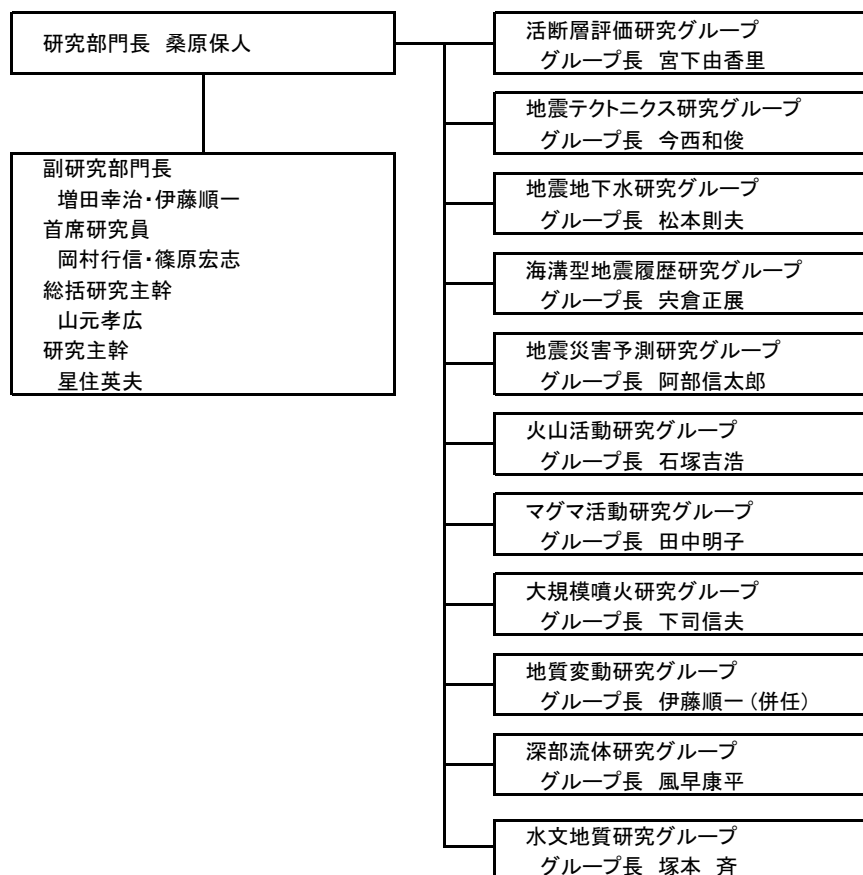 研究部門長 桑原保人
副研究部門長
増田幸治・伊藤順一
首席研究員
岡村行信・篠原宏志
総括研究主幹
山元孝広
研究主幹
星住英夫
活断層評価研究グループ
グループ長 宮下由香里
地震テクトニクス研究グループ
グループ長 今西和俊
地震地下水研究グループ
グループ長 松本則夫
海溝型地震履歴研究グループ
グループ長 宍倉正展
地震災害予測研究グループ
グループ長 阿部信太郎
火山活動研究グループ
グループ長 石塚吉浩
マグマ活動研究グループ
グループ長 田中明子
大規模噴火研究グループ
グループ長 下司信夫
地質変動研究グループ
グループ長 伊藤順一(併任)
深部流体研究グループ
グループ長 風早康平
水文地質研究グループ
グループ長 塚本 斉